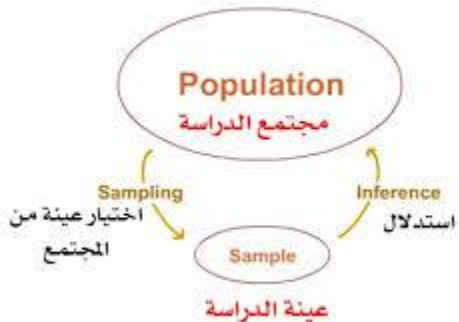 Population
مجتمع الدراسة
Sampling
اختيار عينة من
المجتمع
Inference
استدلال
Sample
عينة الدراسة